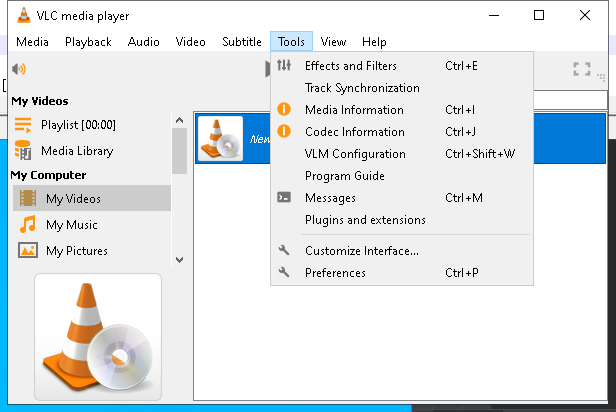 VLC media player
Media Playback Audio Video Subtitle Tools View Help
My Videos
Playlist [00:00]
Media Library
My Computer
My Videos
My Music
My Pictures
New
Effects and Filters Ctrl+E
Track Synchronization
Media Information Ctrl+I
Codec Information Ctrl+J
VLM Configuration Ctrl+Shift+W
Program Guide
Messages Ctrl+M
Plugins and extensions
Customize Interface...
Preferences Ctrl+P